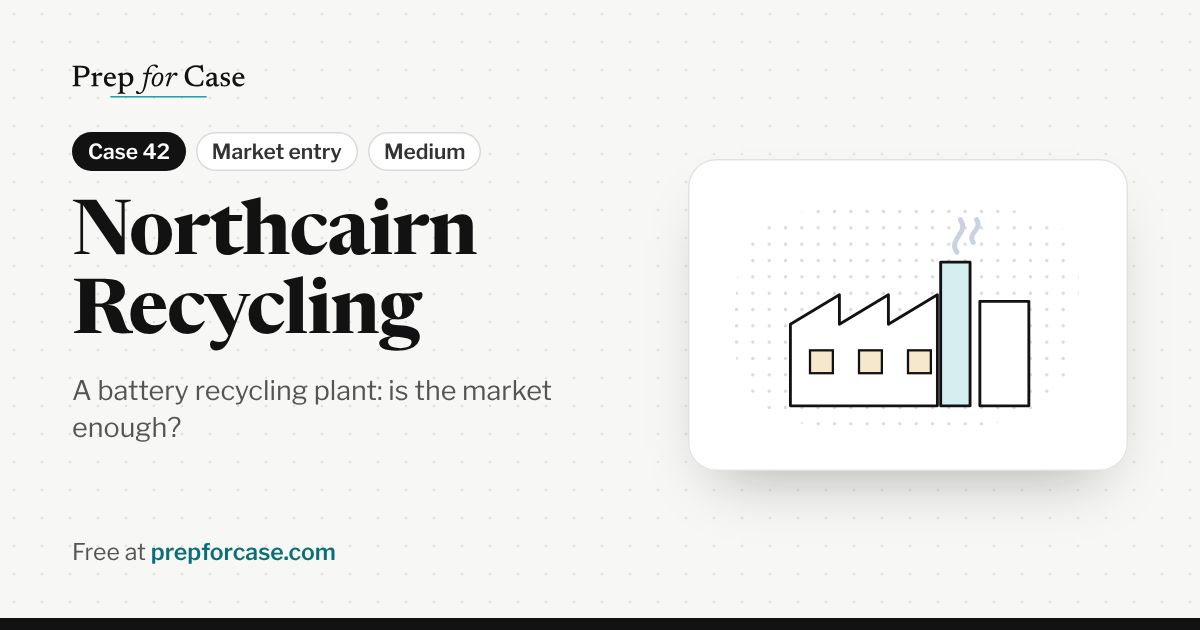 Prep for Case
Case 42 Market entry Medium
Northcairn
Recycling
A battery recycling plant: is the market
enough?
Free at prepforcase.com